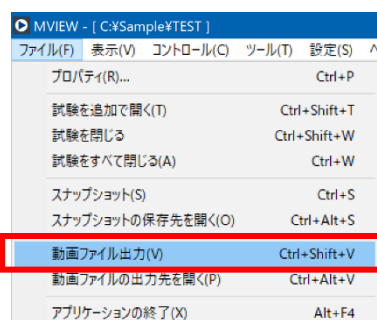 MVIEW - [ C:¥Sample¥TEST ]
ファイル(F) 表示(V) コントロール(C) ツール(T) 設定(S)
プロパティ(R)... Ctrl+P
試験を追加で開く(T) Ctrl+Shift+T
試験を閉じる Ctrl+Shift+W
試験をすべて閉じる(A) Ctrl+W
スナップショット(S) Ctrl+S
スナップショットの保存先を開く(O) Ctrl+Alt+S
動画ファイル出力(V) Ctrl+Shift+V
動画ファイルの出力先を開く(P) Ctrl+Alt+V
アプリケーションの終了(X) Alt+F4